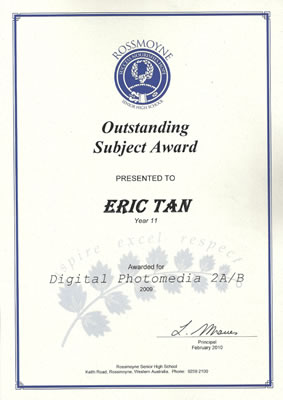 ROSSMOYNE
SENIOR HIGH SCHOOL
Outstanding
Subject Award
PRESENTED TO
ERIC TAN
Year 11
inspire excel respect
Awarded for
Digital Photomedia 2A/B
2009
Principal
February 2010
Rossmoyne Senior High School
Keith Road, Rossmoyne, Western Australia, Phone: 9259 2100